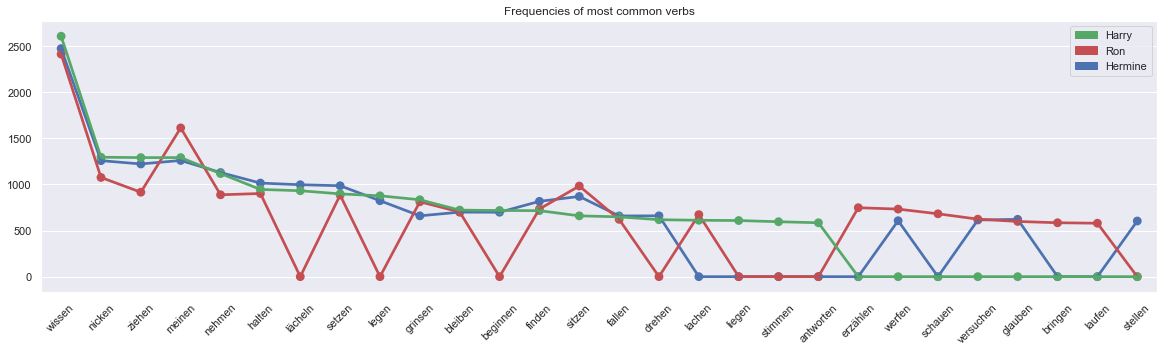 Frequencies of most common verbs
Harry
Ron
Hermine
2500
2000
1500
1000
500
0
wissen
nicken
ziehen
meinen
nehmen
halten
lächeln
setzen
legen
grinsen
bleiben
beginnen
finden
sitzen
fallen
drehen
lachen
liegen
stimmen
antworten
erzählen
werfen
schauen
versuchen
glauben
bringen
laufen
stellen